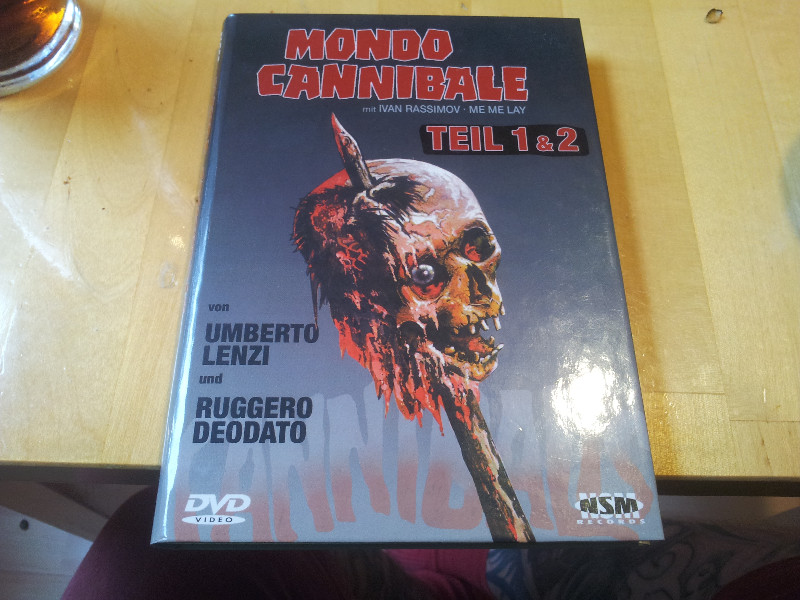 MONDO
CANNIBALE
mit IVAN RASSIMOV · ME ME LAY
TEIL 1 & 2
von
UMBERTO
LENZI
und
RUGGERO
DEODATO
CANNIBALS
DVD
VIDEO
NSM
RECORDS